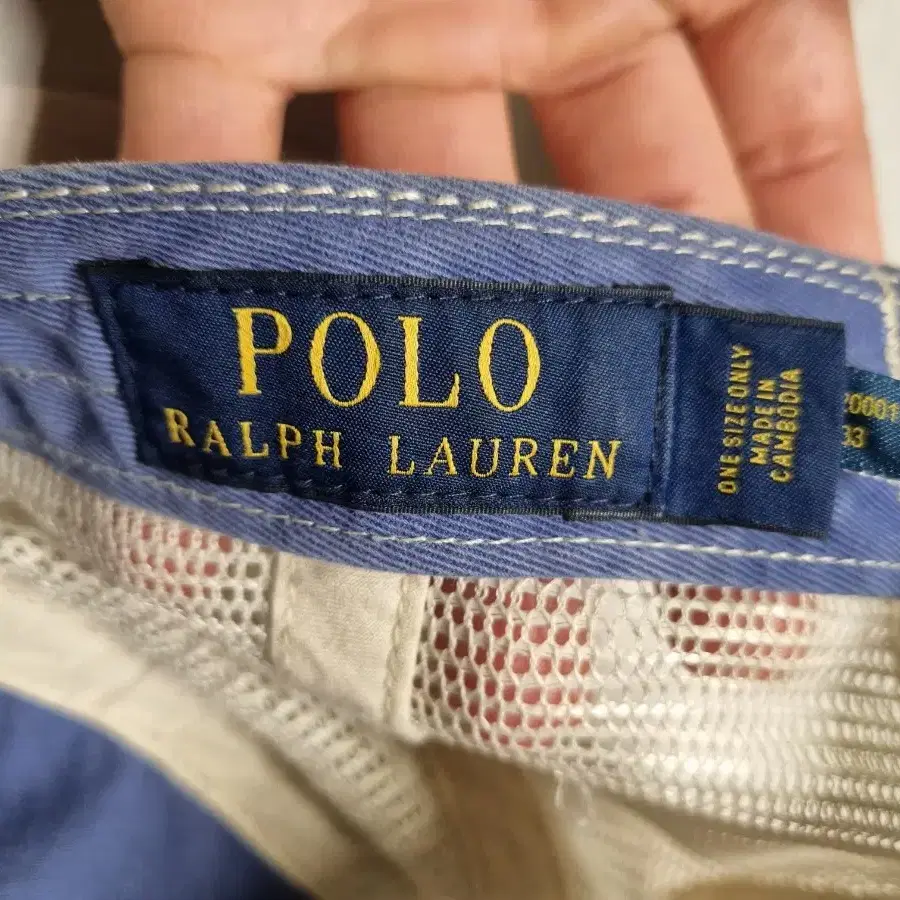 POLO
RALPH LAUREN
ONE SIZE ONLY
MADE IN
CAMBODIA